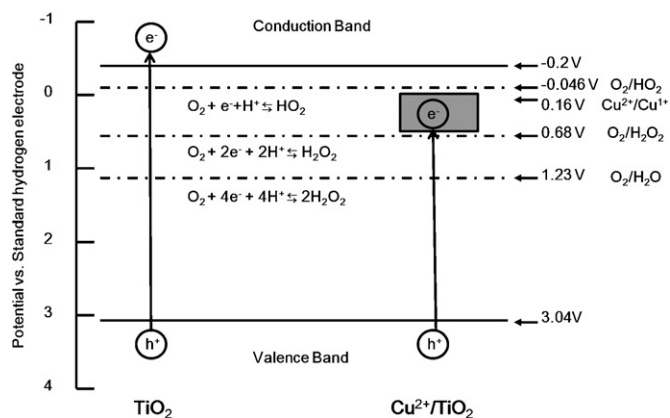 Potential vs. Standard hydrogen electrode
-1
0
1
2
3
4
Conduction Band
e-
-0.2 V
-0.046 V O₂/HO₂
O₂ + e⁻+H⁺⇆ HO₂
e-
0.16 V Cu²⁺/Cu¹⁺
0.68 V O₂/H₂O₂
O₂ + 2e⁻ + 2H⁺⇆ H₂O₂
1.23 V O₂/H₂O
O₂ + 4e⁻ + 4H⁺ ⇆ 2H₂O₂
3.04V
h⁺
h⁺
Valence Band
TiO₂
Cu²⁺/TiO₂